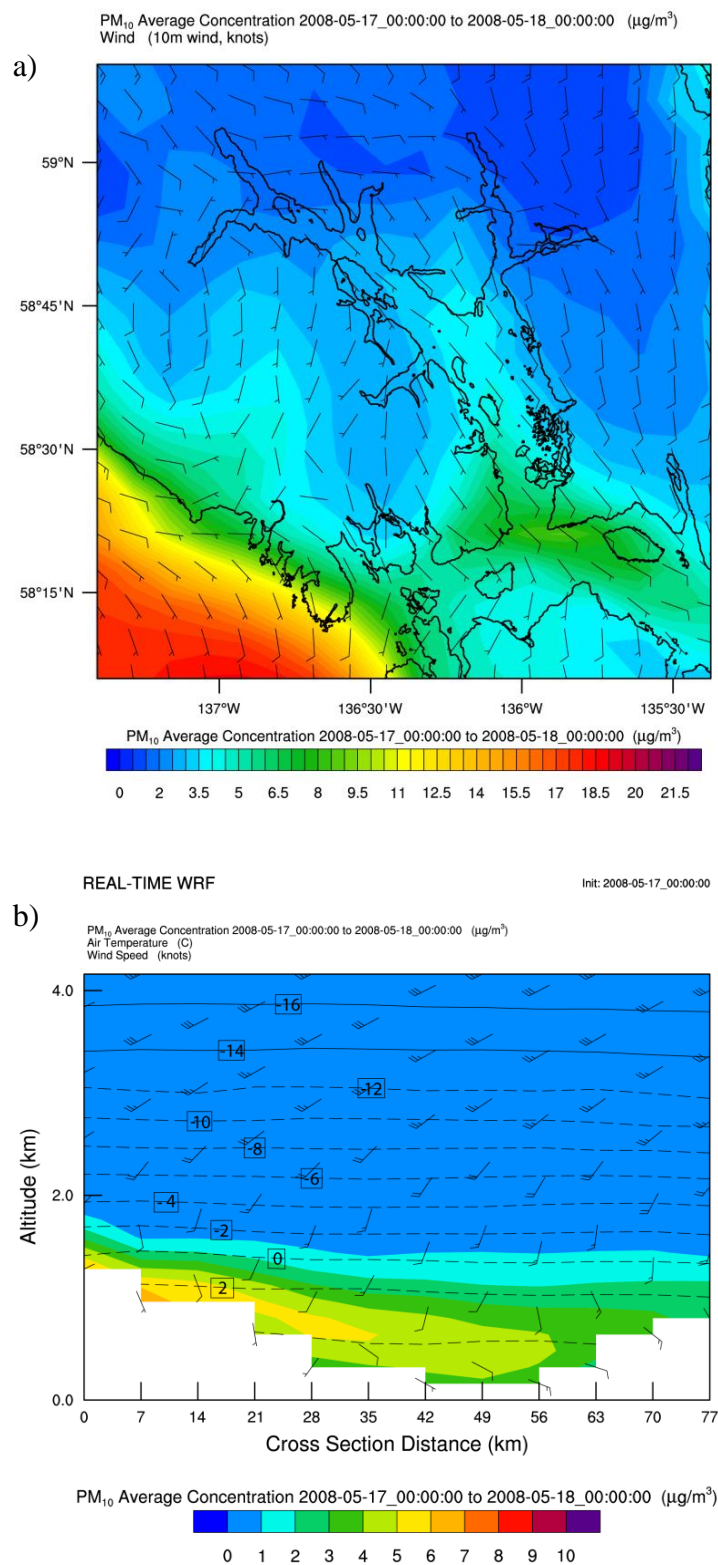 PM₁₀ Average Concentration 2008-05-17_00:00:00 to 2008-05-18_00:00:00 (µg/m³)
Wind (10m wind, knots)
a)
59°N
58°45'N
58°30'N
58°15'N
137°W 136°30'W 136°W 135°30'W
PM₁₀ Average Concentration 2008-05-17_00:00:00 to 2008-05-18_00:00:00 (µg/m³)
0 2 3.5 5 6.5 8 9.5 11 12.5 14 15.5 17 18.5 20 21.5
REAL-TIME WRF Init: 2008-05-17_00:00:00
b)
PM₁₀ Average Concentration 2008-05-17_00:00:00 to 2008-05-18_00:00:00 (µg/m³)
Air Temperature (C)
Wind Speed (knots)
4.0
-16
-14
-12
-10
-8
-6
2.0
-4
-2
0
2
0.0
Altitude (km)
0 7 14 21 28 35 42 49 56 63 70 77
Cross Section Distance (km)
PM₁₀ Average Concentration 2008-05-17_00:00:00 to 2008-05-18_00:00:00 (µg/m³)
0 1 2 3 4 5 6 7 8 9 10